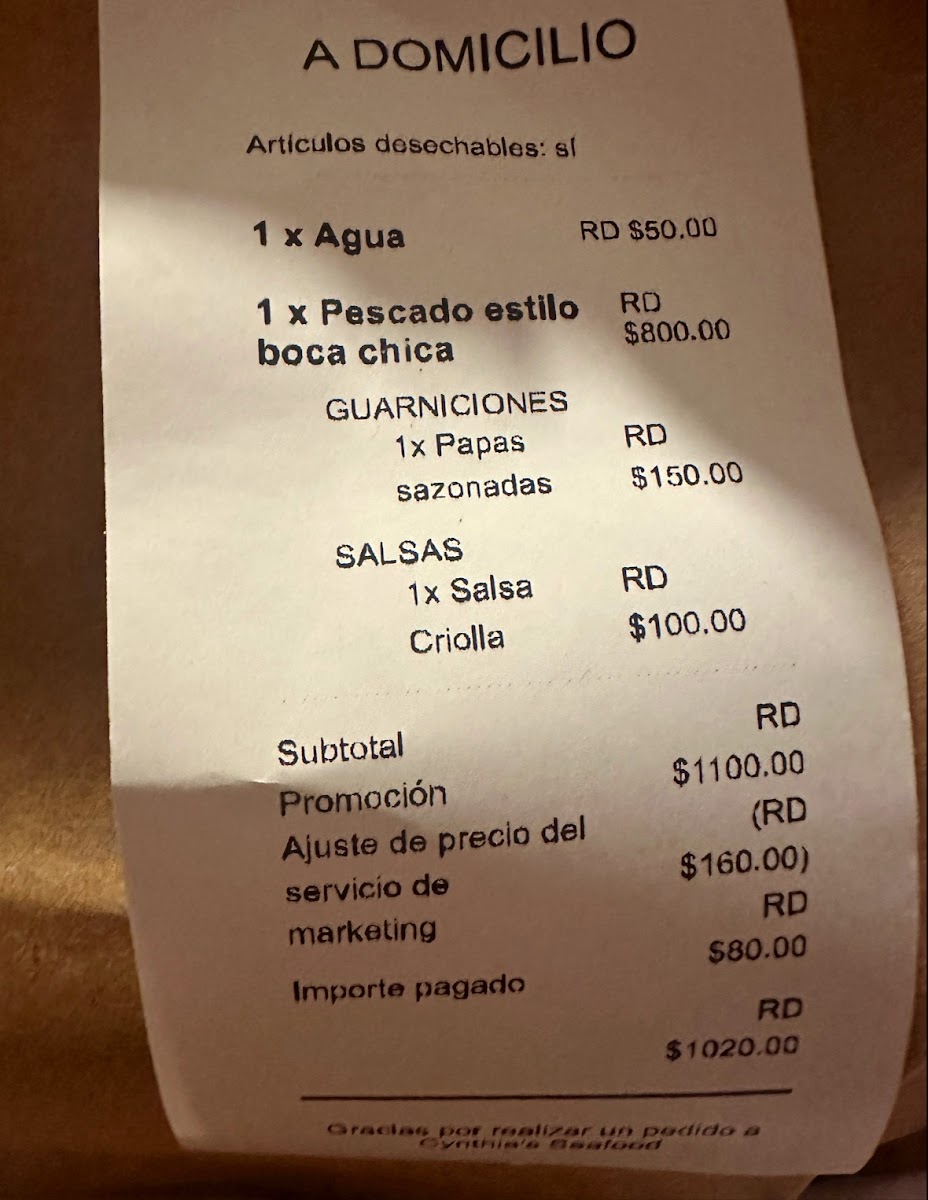 A DOMICILIO
Artículos desechables: sí
1 x Agua RD $50.00
1 x Pescado estilo RD
boca chica $800.00
GUARNICIONES
1x Papas RD
sazonadas $150.00
SALSAS
1x Salsa RD
Criolla $100.00
Subtotal RD
$1100.00
Promoción (RD
Ajuste de precio del $160.00)
servicio de RD
marketing $80.00
Importe pagado RD
$1020.00
Gracias por realizar un pedido a
Cynthia's Seafood